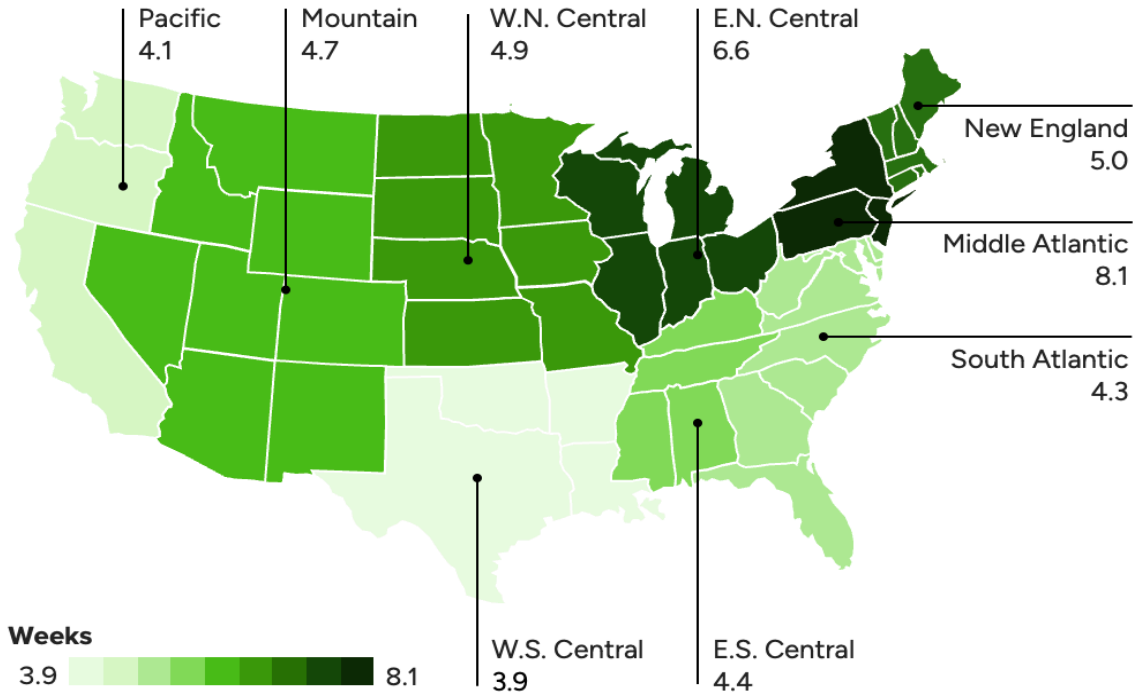 Pacific
4.1
Mountain
4.7
W.N. Central
4.9
E.N. Central
6.6
New England
5.0
Middle Atlantic
8.1
South Atlantic
4.3
Weeks
3.9
8.1
W.S. Central
3.9
E.S. Central
4.4